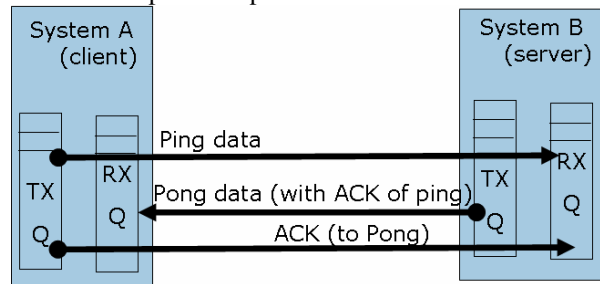 System A
(client)
System B
(server)
Ping data
TX
Q
RX
Q
Pong data (with ACK of ping)
TX
Q
RX
Q
ACK (to Pong)